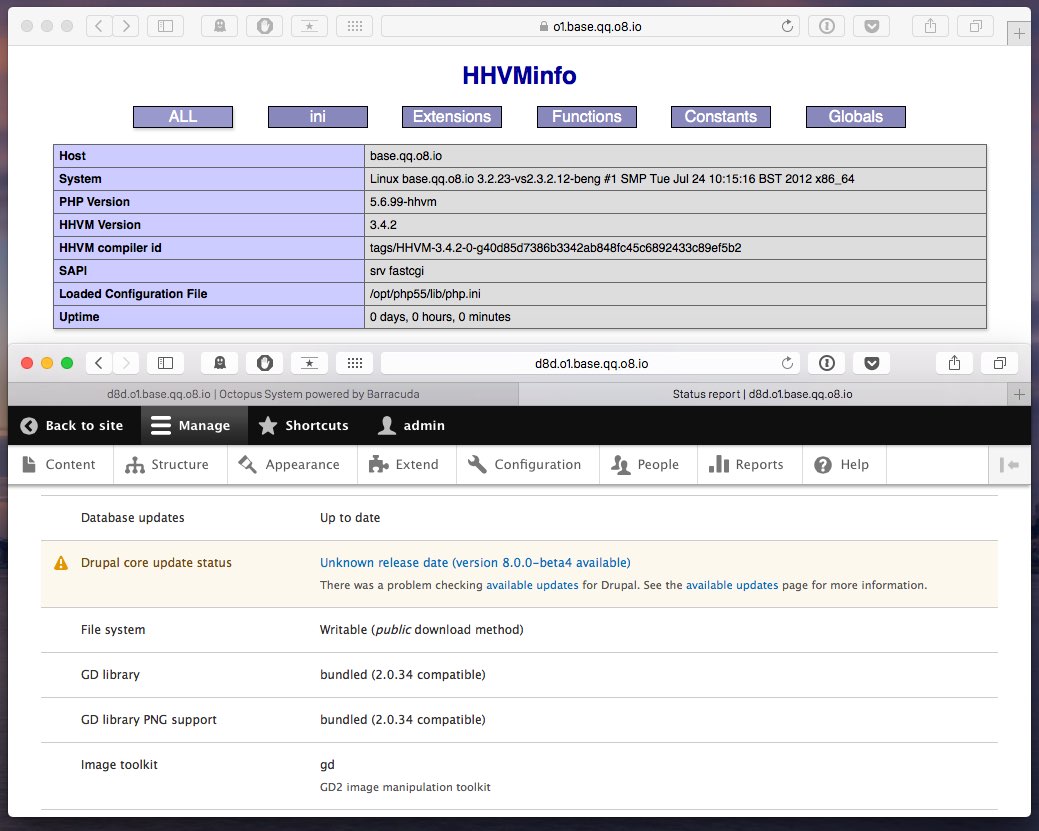 o1.base.qq.o8.io
HHVMinfo
ALL ini Extensions Functions Constants Globals
Host base.qq.o8.io
System Linux base.qq.o8.io 3.2.23-vs2.3.2.12-beng #1 SMP Tue Jul 24 10:15:16 BST 2012 x86_64
PHP Version 5.6.99-hhvm
HHVM Version 3.4.2
HHVM compiler id tags/HHVM-3.4.2-0-g40d85d7386b3342ab848fc45c6892433c89ef5b2
SAPI srv fastcgi
Loaded Configuration File /opt/php55/lib/php.ini
Uptime 0 days, 0 hours, 0 minutes
d8d.o1.base.qq.o8.io
d8d.o1.base.qq.o8.io | Octopus System powered by Barracuda Status report | d8d.o1.base.qq.o8.io
Back to site Manage Shortcuts admin
Content Structure Appearance Extend Configuration People Reports Help
Database updates Up to date
Drupal core update status Unknown release date (version 8.0.0-beta4 available)
There was a problem checking available updates for Drupal. See the available updates page for more information.
File system Writable (public download method)
GD library bundled (2.0.34 compatible)
GD library PNG support bundled (2.0.34 compatible)
Image toolkit gd
GD2 image manipulation toolkit